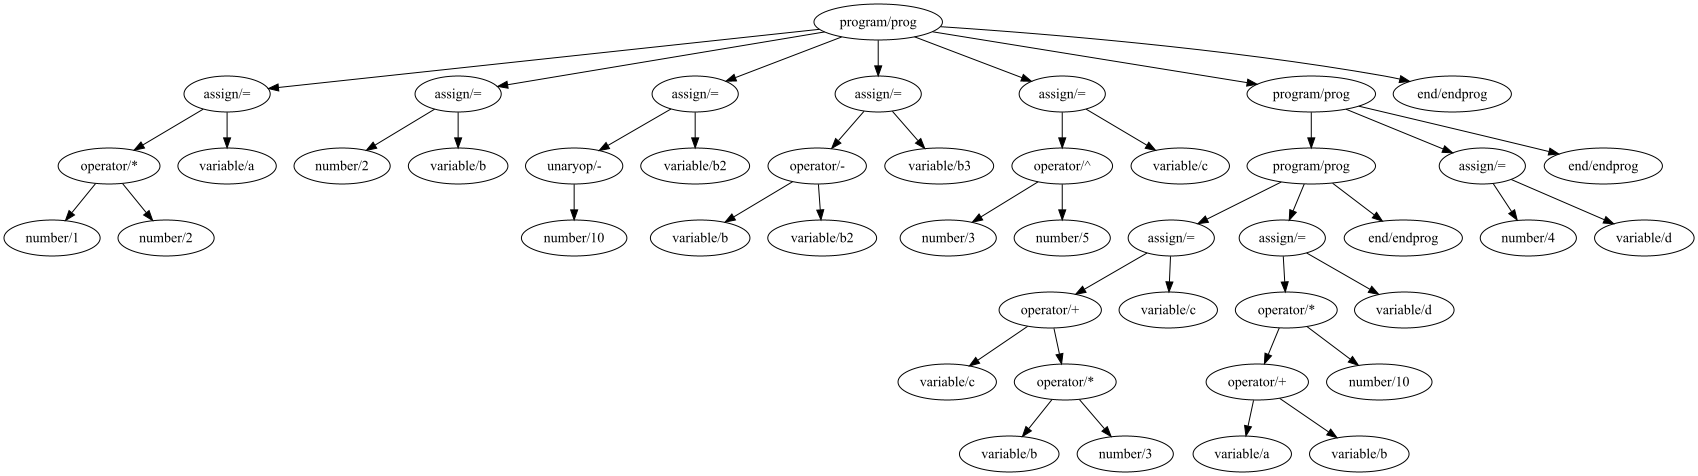 program/prog
assign/= assign/= assign/= assign/= assign/= program/prog end/endprog
operator/* variable/a number/2 variable/b unaryop/- variable/b2 operator/- variable/b3 operator/^ variable/c program/prog assign/= end/endprog
number/1 number/2 number/10 variable/b variable/b2 number/3 number/5 assign/= assign/= end/endprog number/4 variable/d
operator/+ variable/c operator/* variable/d
variable/c operator/* operator/+ number/10
variable/b number/3 variable/a variable/b